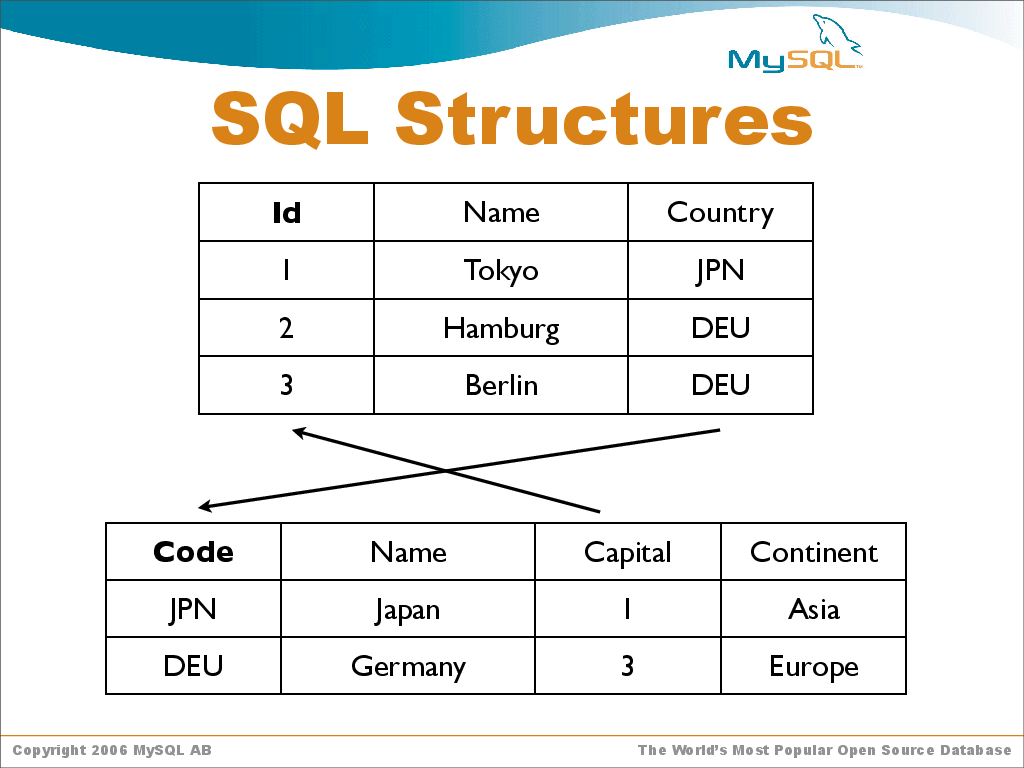 MySQL™
SQL Structures
Id Name Country
1 Tokyo JPN
2 Hamburg DEU
3 Berlin DEU
Code Name Capital Continent
JPN Japan 1 Asia
DEU Germany 3 Europe
Copyright 2006 MySQL AB The World's Most Popular Open Source Database